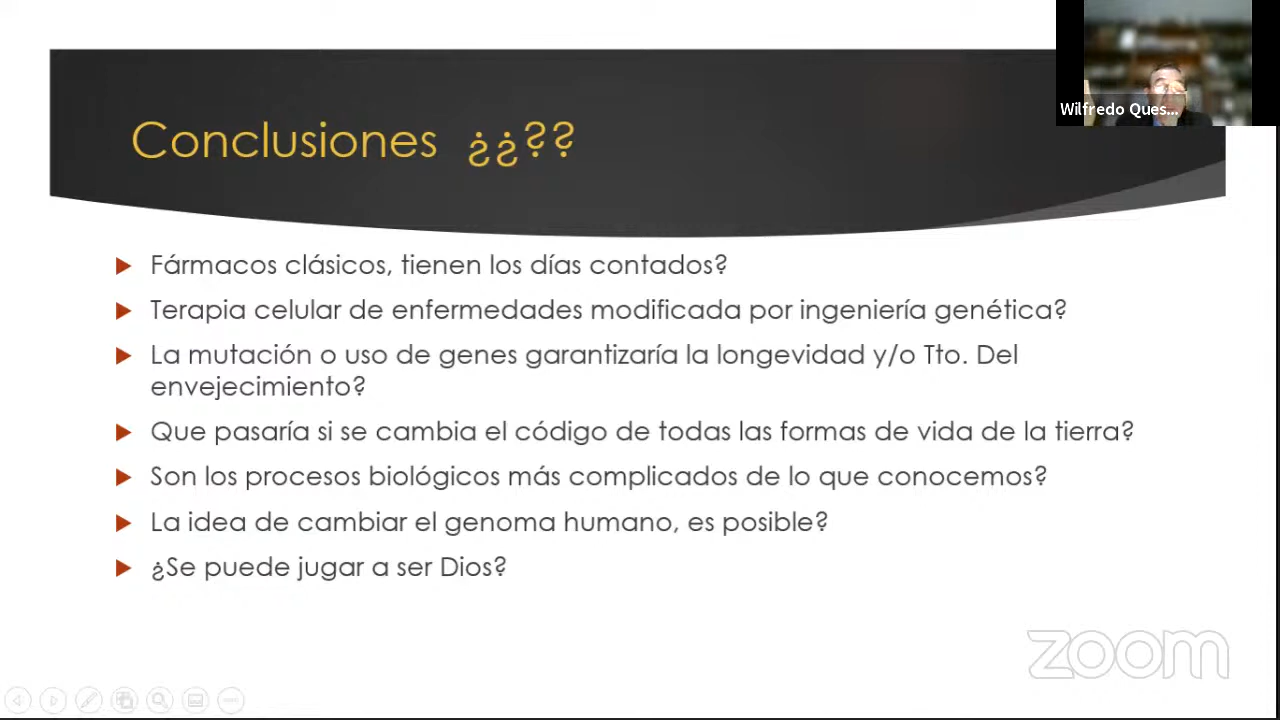 Conclusiones ¿¿??
Wilfredo Ques...
Fármacos clásicos, tienen los días contados?
Terapia celular de enfermedades modificada por ingeniería genética?
La mutación o uso de genes garantizaría la longevidad y/o Tto. Del
envejecimiento?
Que pasaría si se cambia el código de todas las formas de vida de la tierra?
Son los procesos biológicos más complicados de lo que conocemos?
La idea de cambiar el genoma humano, es posible?
¿Se puede jugar a ser Dios?
zoom